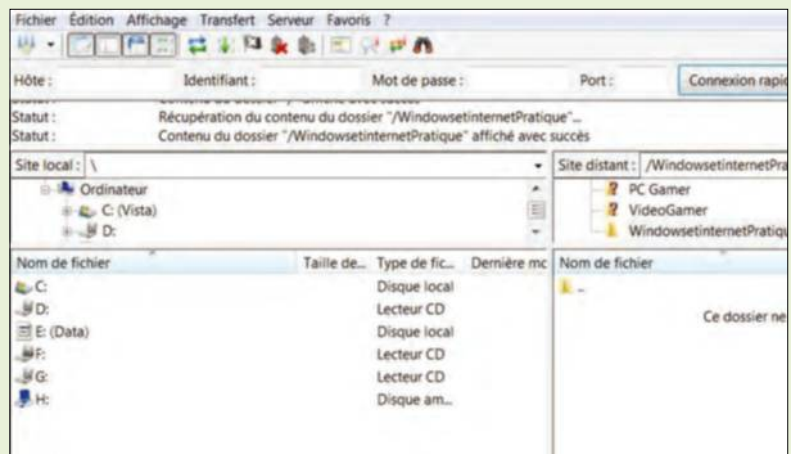 Fichier Édition Affichage Transfert Serveur Favoris ?
Hôte : Identifiant : Mot de passe : Port : Connexion rapic
Statut : Récupération du contenu du dossier "/WindowsetinternetPratique"...
Statut : Contenu du dossier "/WindowsetinternetPratique" affiché avec succès
Site local : \ Site distant : /WindowsetinternetPra
Ordinateur PC Gamer
C: (Vista) VideoGamer
D: WindowsetinternetPratiqu
Nom de fichier Taille de... Type de fic... Dernière mc Nom de fichier
C: Disque local ..
D: Lecteur CD Ce dossier ne
E: (Data) Disque local
F: Lecteur CD
G: Lecteur CD
H: Disque am...